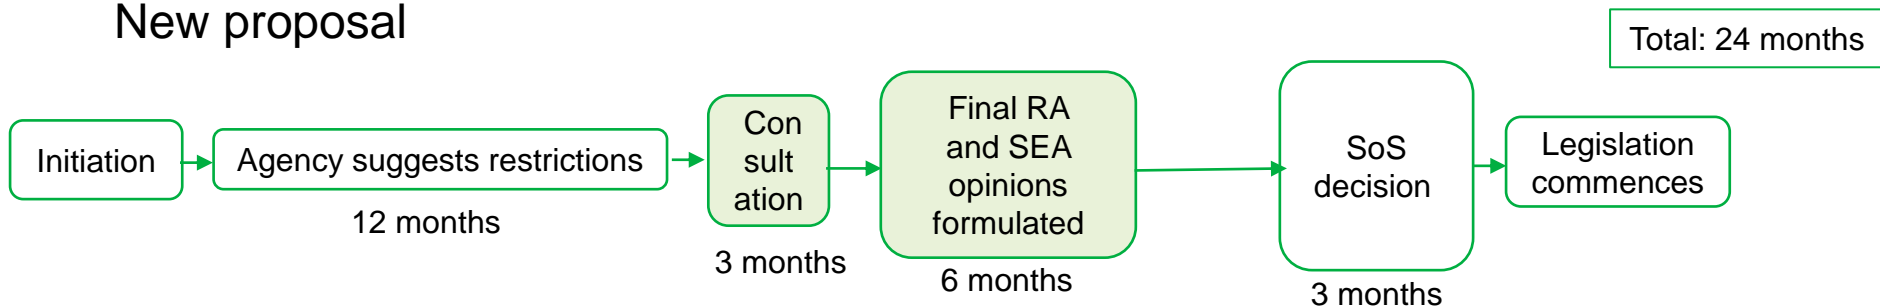 New proposal
Total: 24 months
Initiation
Agency suggests restrictions
12 months
Con
sult
ation
3 months
Final RA
and SEA
opinions
formulated
6 months
SoS
decision
3 months
Legislation
commences